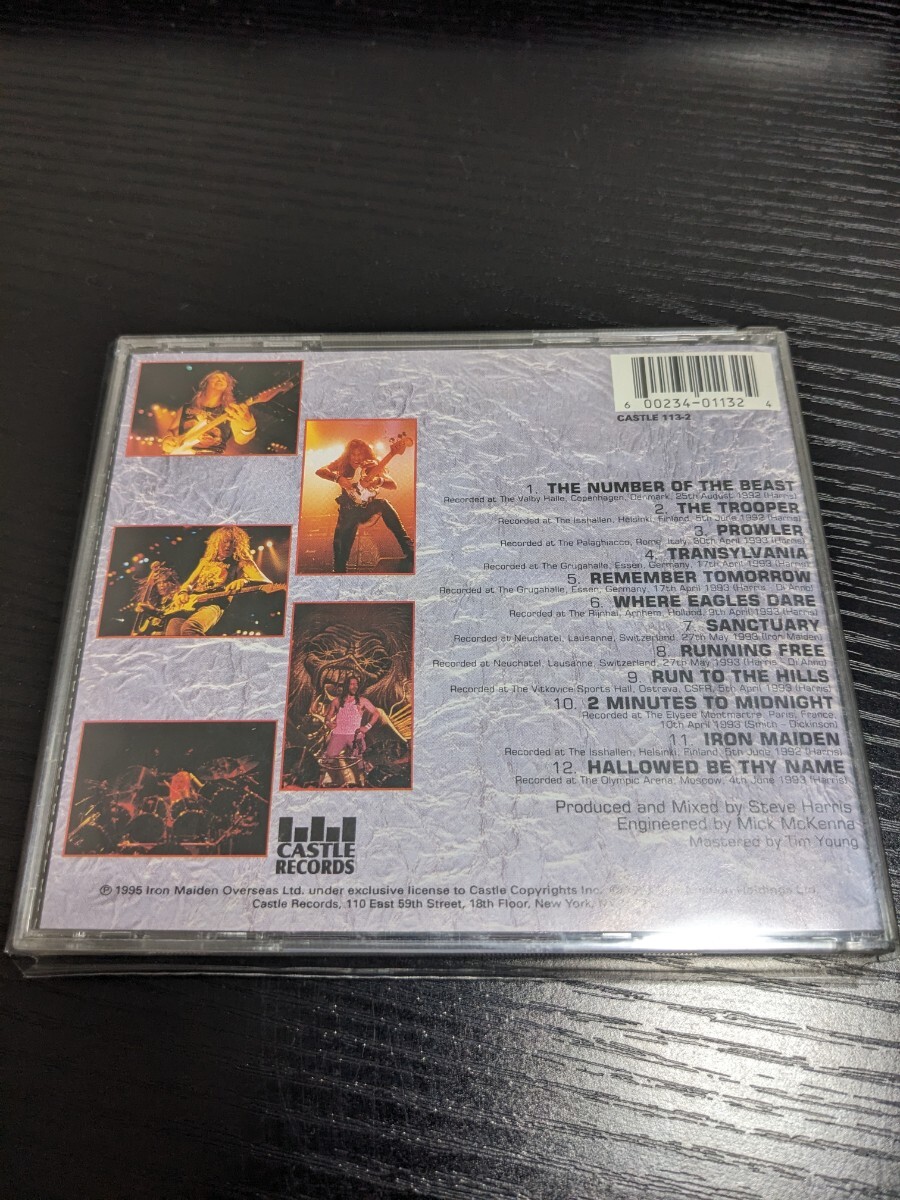 6 00234-01132 4
CASTLE 113-2
1. THE NUMBER OF THE BEAST
Recorded at The Valby Halle, Copenhagen, Denmark, 25th August 1992 (Harris)
2. THE TROOPER
Recorded at The Isshallen, Helsinki, Finland, 5th June 1992 (Harris)
3. PROWLER
Recorded at The Palaghiacco, Rome, Italy, 30th April 1993 (Harris)
4. TRANSYLVANIA
Recorded at The Grugahalle, Essen, Germany, 17th April 1993 (Harris)
5. REMEMBER TOMORROW
Recorded at The Grugahalle, Essen, Germany, 17th April 1993 (Harris - Di Anno)
6. WHERE EAGLES DARE
Recorded at The Rijnhal, Arnhem, Holland, 9th April 1993 (Harris)
7. SANCTUARY
Recorded at Neuchatel, Lausanne, Switzerland, 27th May 1993 (Iron Maiden)
8. RUNNING FREE
Recorded at Neuchatel, Lausanne, Switzerland, 27th May 1993 (Harris - Di Anno)
9. RUN TO THE HILLS
Recorded at The Vitkovice Sports Hall, Ostrava, CSFR, 5th April 1993 (Harris)
10. 2 MINUTES TO MIDNIGHT
Recorded at The Elysee Montmartre, Paris, France,
10th April 1993 (Smith - Dickinson)
11. IRON MAIDEN
Recorded at The Isshallen, Helsinki, Finland, 5th June 1992 (Harris)
12. HALLOWED BE THY NAME
Recorded at The Olympic Arena, Moscow, 4th June 1993 (Harris)
Produced and Mixed by Steve Harris
Engineered by Mick McKenna
Mastered by Tim Young
CASTLE
RECORDS
℗ 1995 Iron Maiden Overseas Ltd. under exclusive license to Castle Copyrights Inc. Holdings Ltd.
Castle Records, 110 East 59th Street, 18th Floor, New York,